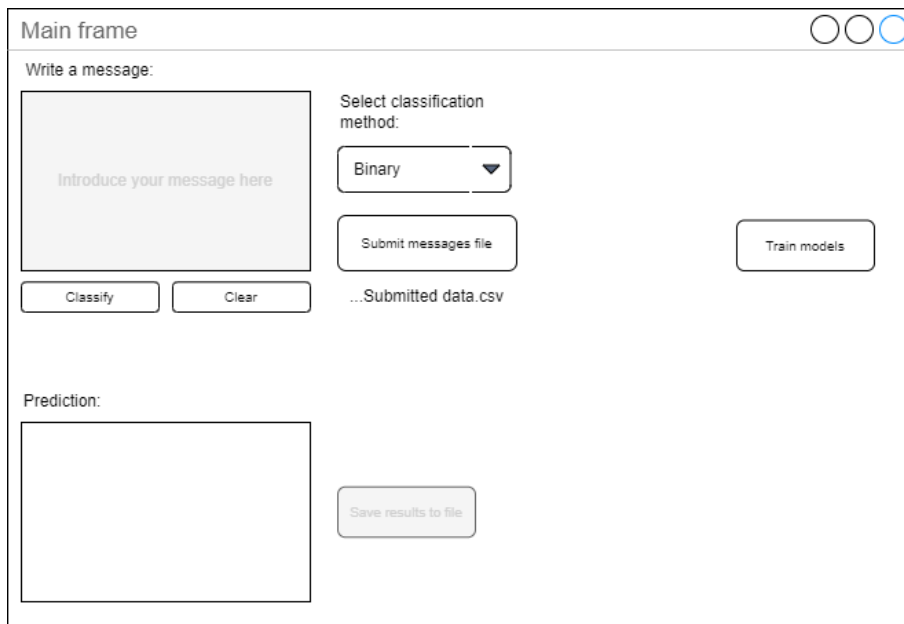 Main frame
Write a message:
Introduce your message here
Select classification
method:
Binary
Submit messages file
Train models
Classify
Clear
...Submitted data.csv
Prediction:
Save results to file